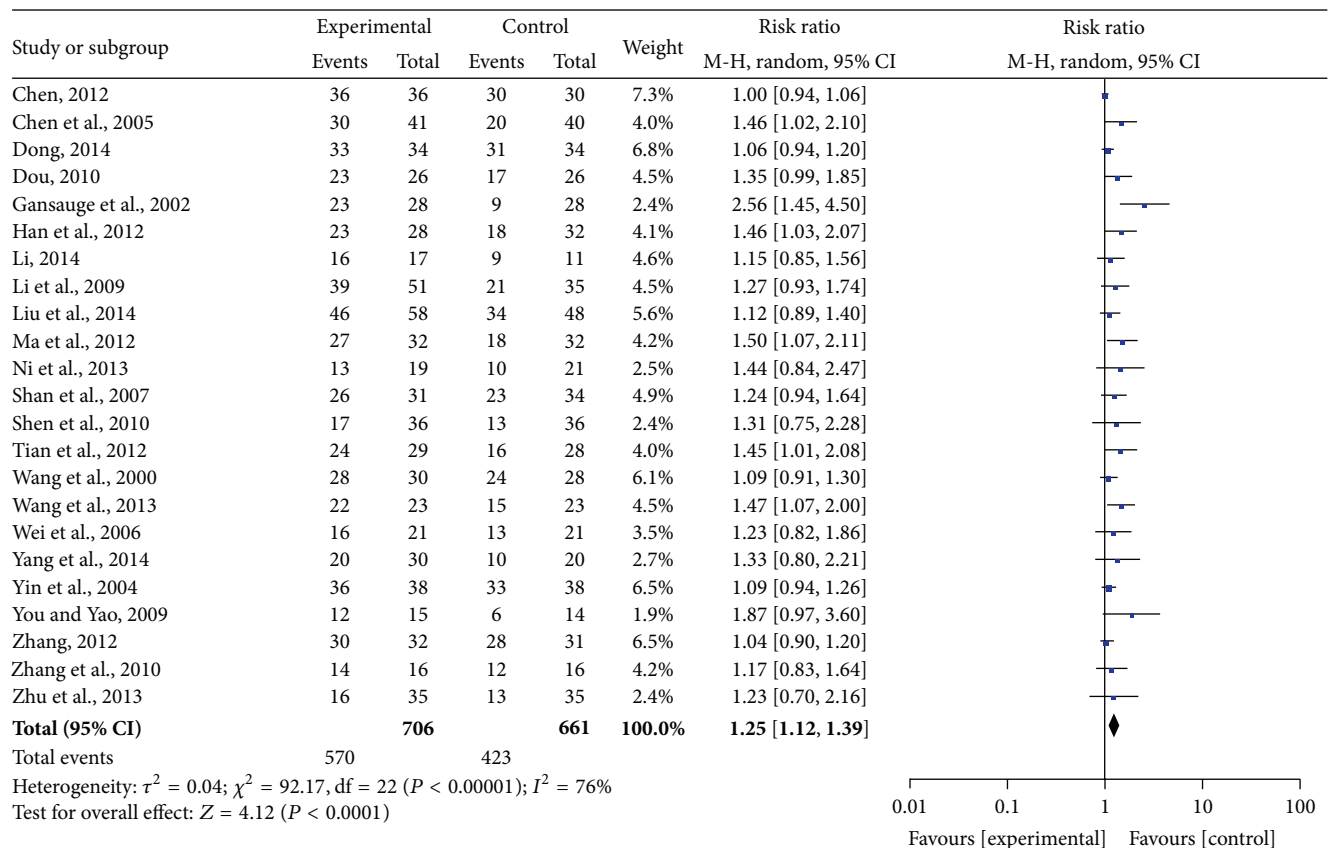 Study or subgroup Experimental Control Weight Risk ratio Risk ratio
Events Total Events Total M-H, random, 95% CI M-H, random, 95% CI
Chen, 2012 36 36 30 30 7.3% 1.00 [0.94, 1.06]
Chen et al., 2005 30 41 20 40 4.0% 1.46 [1.02, 2.10]
Dong, 2014 33 34 31 34 6.8% 1.06 [0.94, 1.20]
Dou, 2010 23 26 17 26 4.5% 1.35 [0.99, 1.85]
Gansauge et al., 2002 23 28 9 28 2.4% 2.56 [1.45, 4.50]
Han et al., 2012 23 28 18 32 4.1% 1.46 [1.03, 2.07]
Li, 2014 16 17 9 11 4.6% 1.15 [0.85, 1.56]
Li et al., 2009 39 51 21 35 4.5% 1.27 [0.93, 1.74]
Liu et al., 2014 46 58 34 48 5.6% 1.12 [0.89, 1.40]
Ma et al., 2012 27 32 18 32 4.2% 1.50 [1.07, 2.11]
Ni et al., 2013 13 19 10 21 2.5% 1.44 [0.84, 2.47]
Shan et al., 2007 26 31 23 34 4.9% 1.24 [0.94, 1.64]
Shen et al., 2010 17 36 13 36 2.4% 1.31 [0.75, 2.28]
Tian et al., 2012 24 29 16 28 4.0% 1.45 [1.01, 2.08]
Wang et al., 2000 28 30 24 28 6.1% 1.09 [0.91, 1.30]
Wang et al., 2013 22 23 15 23 4.5% 1.47 [1.07, 2.00]
Wei et al., 2006 16 21 13 21 3.5% 1.23 [0.82, 1.86]
Yang et al., 2014 20 30 10 20 2.7% 1.33 [0.80, 2.21]
Yin et al., 2004 36 38 33 38 6.5% 1.09 [0.94, 1.26]
You and Yao, 2009 12 15 6 14 1.9% 1.87 [0.97, 3.60]
Zhang, 2012 30 32 28 31 6.5% 1.04 [0.90, 1.20]
Zhang et al., 2010 14 16 12 16 4.2% 1.17 [0.83, 1.64]
Zhu et al., 2013 16 35 13 35 2.4% 1.23 [0.70, 2.16]
Total (95% CI) 706 661 100.0% 1.25 [1.12, 1.39]
Total events 570 423
Heterogeneity: τ² = 0.04; χ² = 92.17, df = 22 (P < 0.00001); I² = 76%
Test for overall effect: Z = 4.12 (P < 0.0001)
0.01 0.1 1 10 100
Favours [experimental] Favours [control]